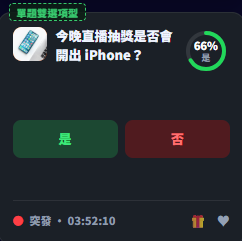 單題雙選項型
今晚直播抽獎是否會
開出 iPhone？
66%
是
是
否
突發 • 03:52:10